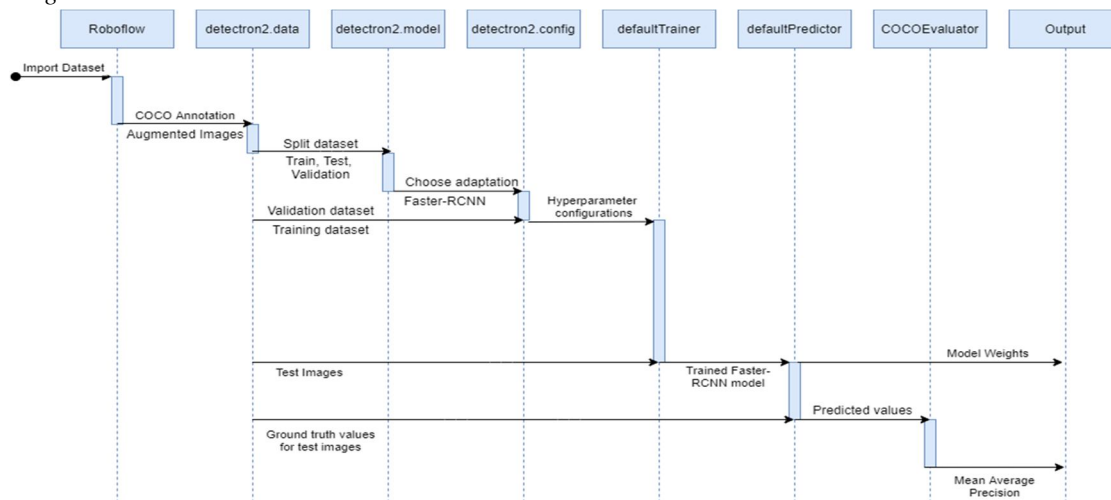 Roboflow
detectron2.data
detectron2.model
detectron2.config
defaultTrainer
defaultPredictor
COCOEvaluator
Output
Import Dataset
COCO Annotation
Augmented Images
Split dataset
Train, Test,
Validation
Choose adaptation
Faster-RCNN
Validation dataset
Training dataset
Hyperparameter
configurations
Test Images
Trained Faster-
RCNN model
Model Weights
Ground truth values
for test images
Predicted values
Mean Average
Precision